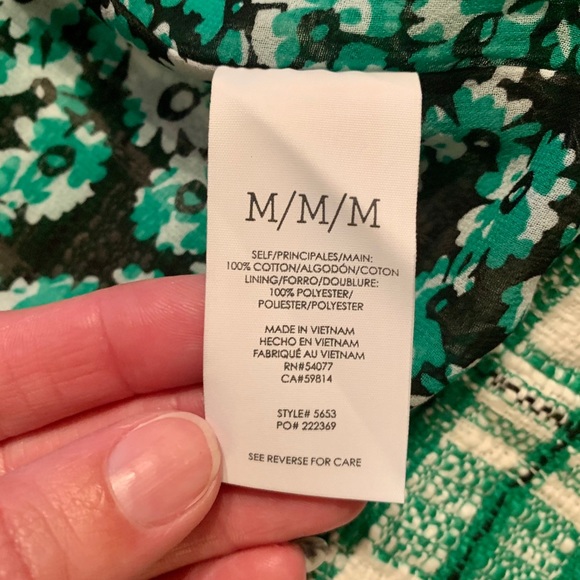 M/M/M
SELF/PRINCIPALES/MAIN:
100% COTTON/ALGODÓN/COTON
LINING/FORRO/DOUBLURE:
100% POLYESTER/
POLIESTER/POLYESTER
MADE IN VIETNAM
HECHO EN VIETNAM
FABRIQUÉ AU VIETNAM
RN#54077
CA#59814
STYLE# 5653
PO# 222369
SEE REVERSE FOR CARE